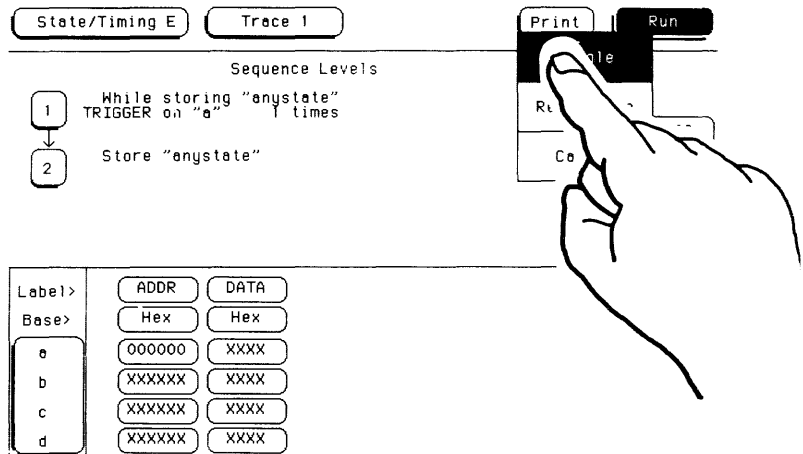 State/Timing E Trace 1 Print Run
Sequence Levels
1 While storing "anystate"
TRIGGER on "a" 1 times
2 Store "anystate"
Label> ADDR DATA
Base> Hex Hex
a 000000 XXXX
b XXXXXX XXXX
c XXXXXX XXXX
d XXXXXX XXXX